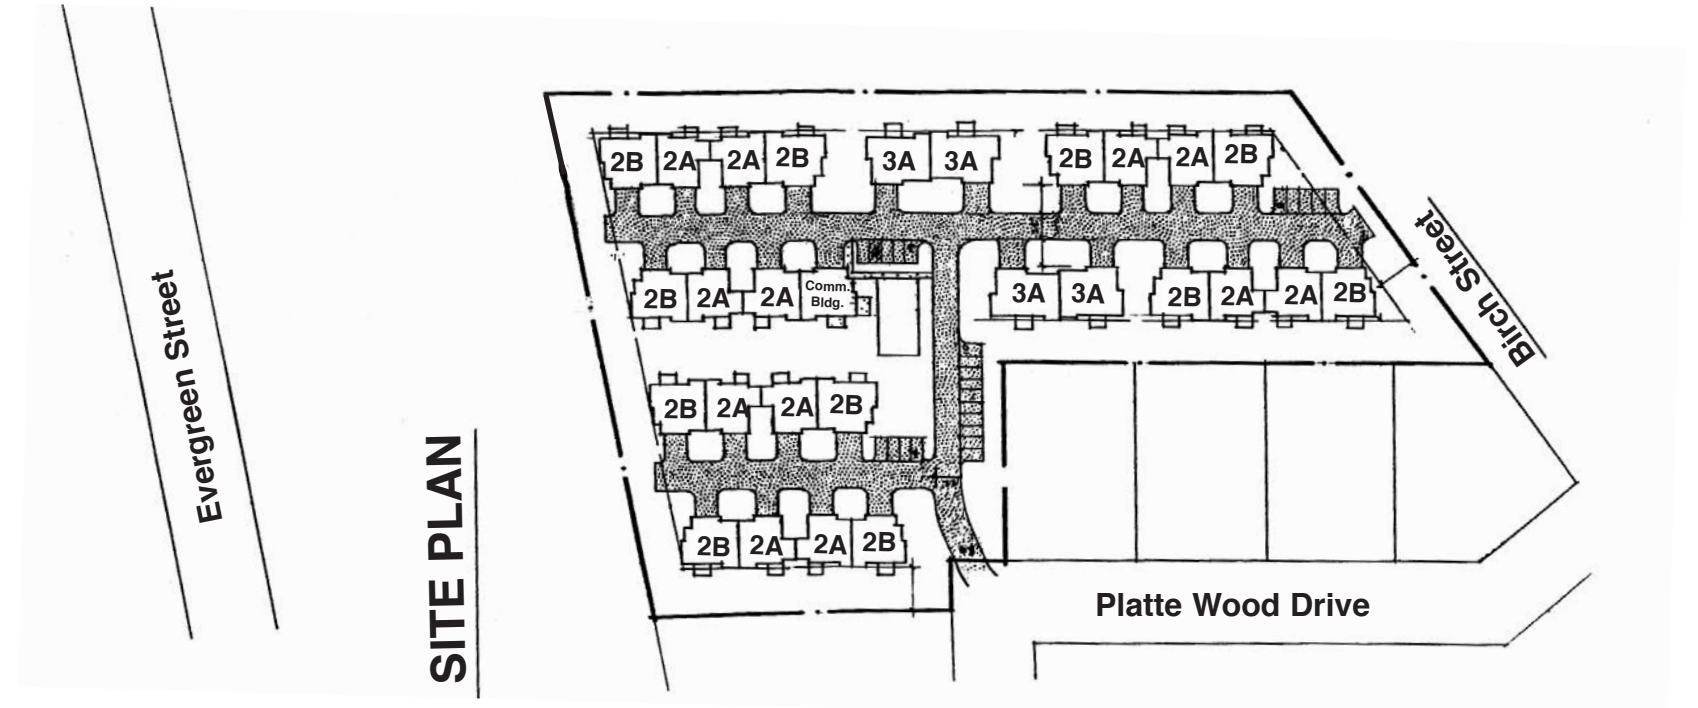 2B 2A 2A 2B 3A 3A 2B 2A 2A 2B
2B 2A 2A Comm.
Bldg. 3A 3A 2B 2A 2A 2B
2B 2A 2A 2B
2B 2A 2A 2B
Evergreen Street
SITE PLAN
Birch Street
Platte Wood Drive